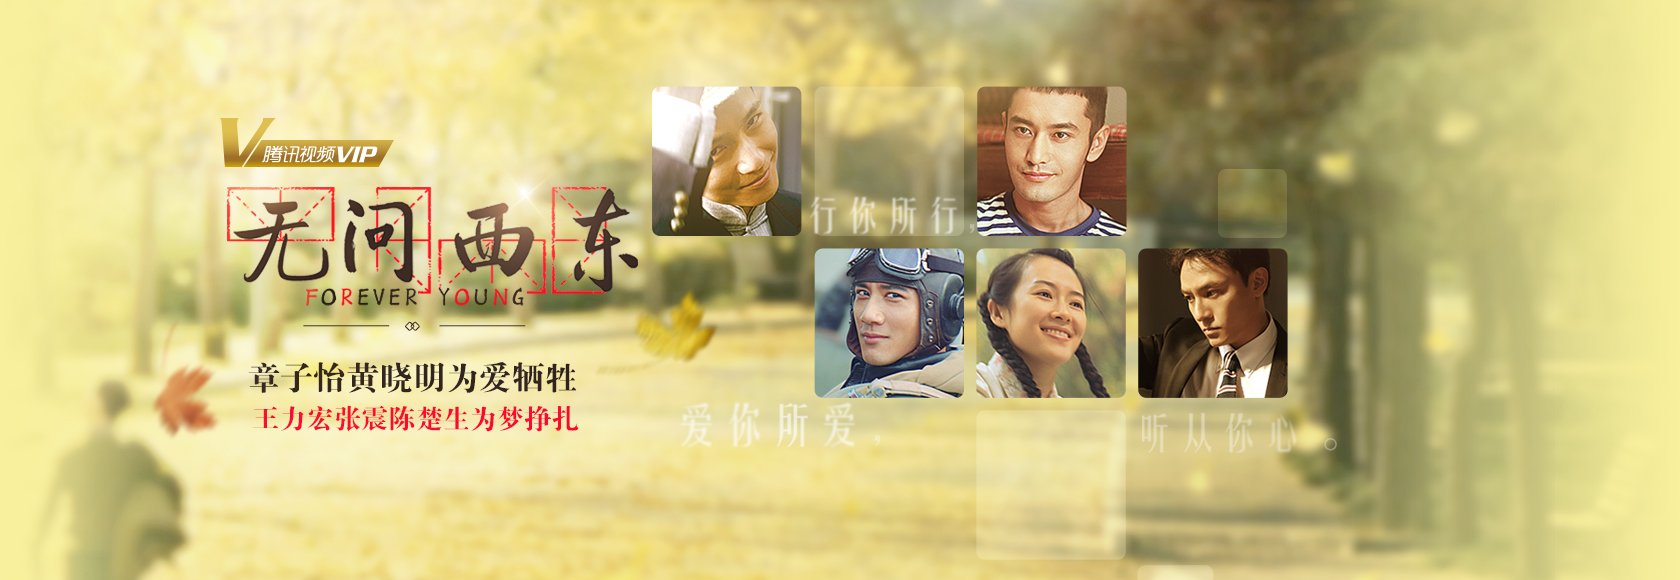 腾讯视频VIP
无问西东
FOREVER YOUNG
章子怡黄晓明为爱牺牲
王力宏张震陈楚生为梦挣扎
行你所行，
爱你所爱，
听从你心。